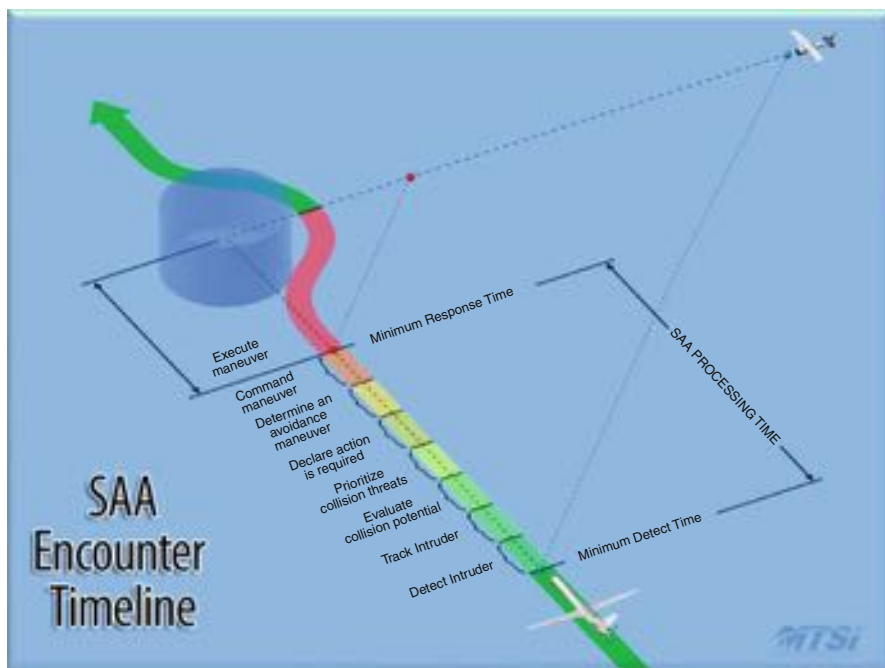 Minimum Response Time
Execute
maneuver
SAA PROCESSING TIME
Command
maneuver
Determine an
avoidance
maneuver
Declare action
is required
Prioritize
collision threats
Evaluate
collision potential
Track Intruder
Detect Intruder
Minimum Detect Time
SAA
Encounter
Timeline
MTSi